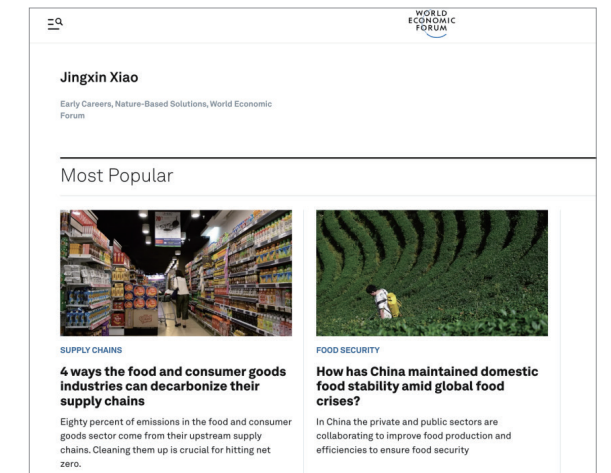 WORLD
ECONOMIC
FORUM
Jingxin Xiao
Early Careers, Nature-Based Solutions, World Economic
Forum
Most Popular
SUPPLY CHAINS
4 ways the food and consumer goods
industries can decarbonize their
supply chains
Eighty percent of emissions in the food and consumer
goods sector come from their upstream supply
chains. Cleaning them up is crucial for hitting net
zero.
FOOD SECURITY
How has China maintained domestic
food stability amid global food
crises?
In China the private and public sectors are
collaborating to improve food production and
efficiencies to ensure food security